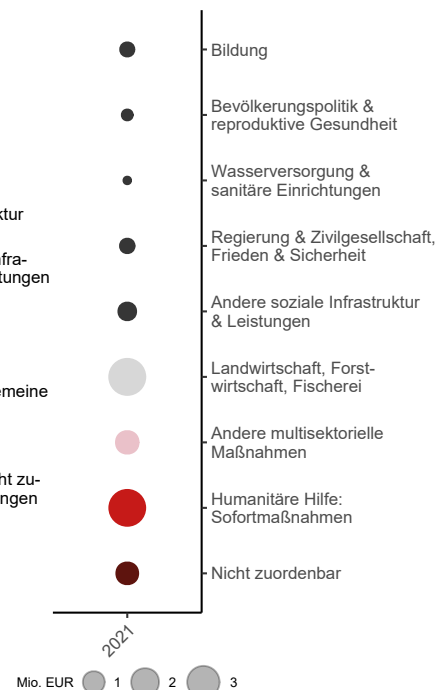 Bildung
Bevölkerungspolitik &
reproduktive Gesundheit
Wasserversorgung &
sanitäre Einrichtungen
ktur
Regierung & Zivilgesellschaft,
Frieden & Sicherheit
nfra-
tungen
Andere soziale Infrastruktur
& Leistungen
Landwirtschaft, Forst-
wirtschaft, Fischerei
emeine
Andere multisektorielle
Maßnahmen
ht zu-
ngen
Humanitäre Hilfe:
Sofortmaßnahmen
Nicht zuordenbar
2021
Mio. EUR 1 2 3